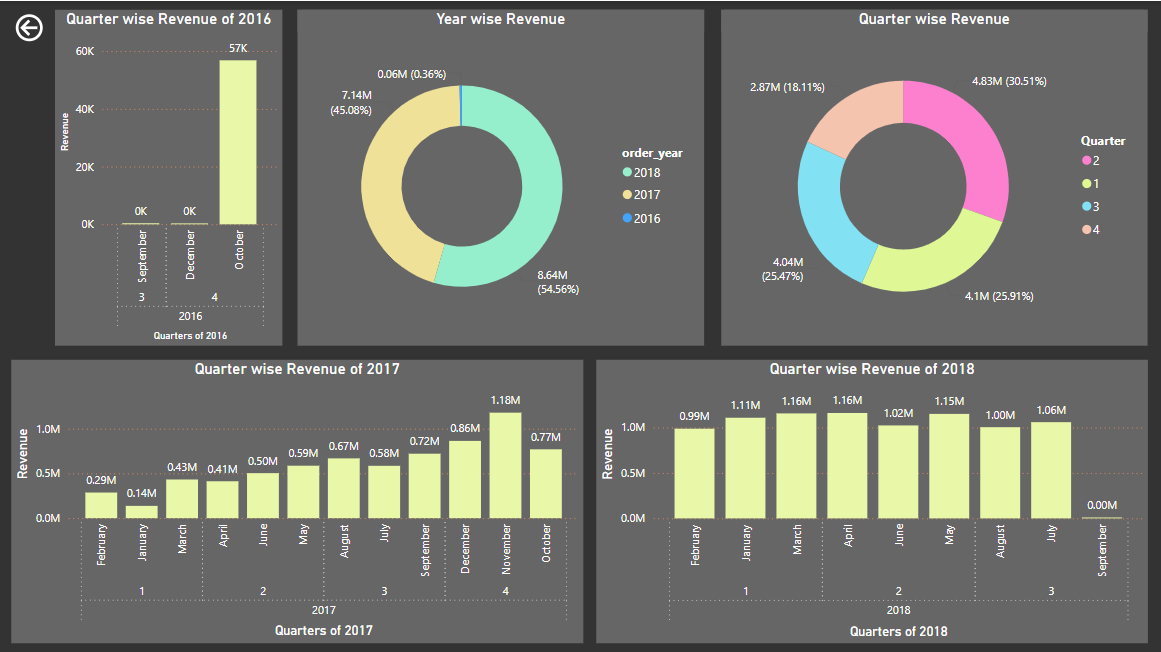 Quarter wise Revenue of 2016
60K
40K
20K
0K
Revenue
0K
0K
57K
September
December
October
3
4
2016
Quarters of 2016
Year wise Revenue
0.06M (0.36%)
7.14M
(45.08%)
8.64M
(54.56%)
order_year
2018
2017
2016
Quarter wise Revenue
2.87M (18.11%)
4.83M (30.51%)
4.04M
(25.47%)
4.1M (25.91%)
Quarter
2
1
3
4
Quarter wise Revenue of 2017
Revenue
1.0M
0.5M
0.0M
0.29M
0.14M
0.43M
0.41M
0.50M
0.59M
0.67M
0.58M
0.72M
0.86M
1.18M
0.77M
February
January
March
April
June
May
August
July
September
December
November
October
1
2
3
4
2017
Quarters of 2017
Quarter wise Revenue of 2018
Revenue
1.0M
0.5M
0.0M
0.99M
1.11M
1.16M
1.16M
1.02M
1.15M
1.00M
1.06M
0.00M
February
January
March
April
June
May
August
July
September
1
2
3
2018
Quarters of 2018